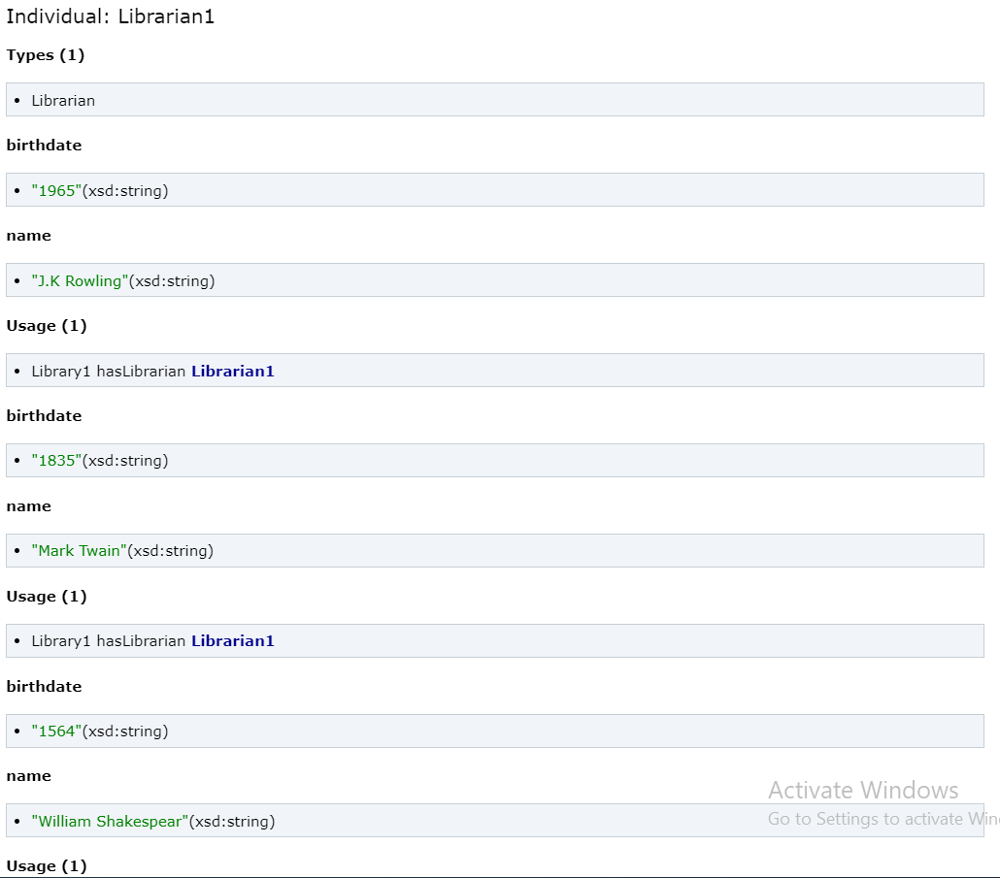 Individual: Librarian1
Types (1)
• Librarian
birthdate
• "1965"(xsd:string)
name
• "J.K Rowling"(xsd:string)
Usage (1)
• Library1 hasLibrarian Librarian1
birthdate
• "1835"(xsd:string)
name
• "Mark Twain"(xsd:string)
Usage (1)
• Library1 hasLibrarian Librarian1
birthdate
• "1564"(xsd:string)
name
• "William Shakespear"(xsd:string)
Usage (1)
Activate Windows
Go to Settings to activate Win